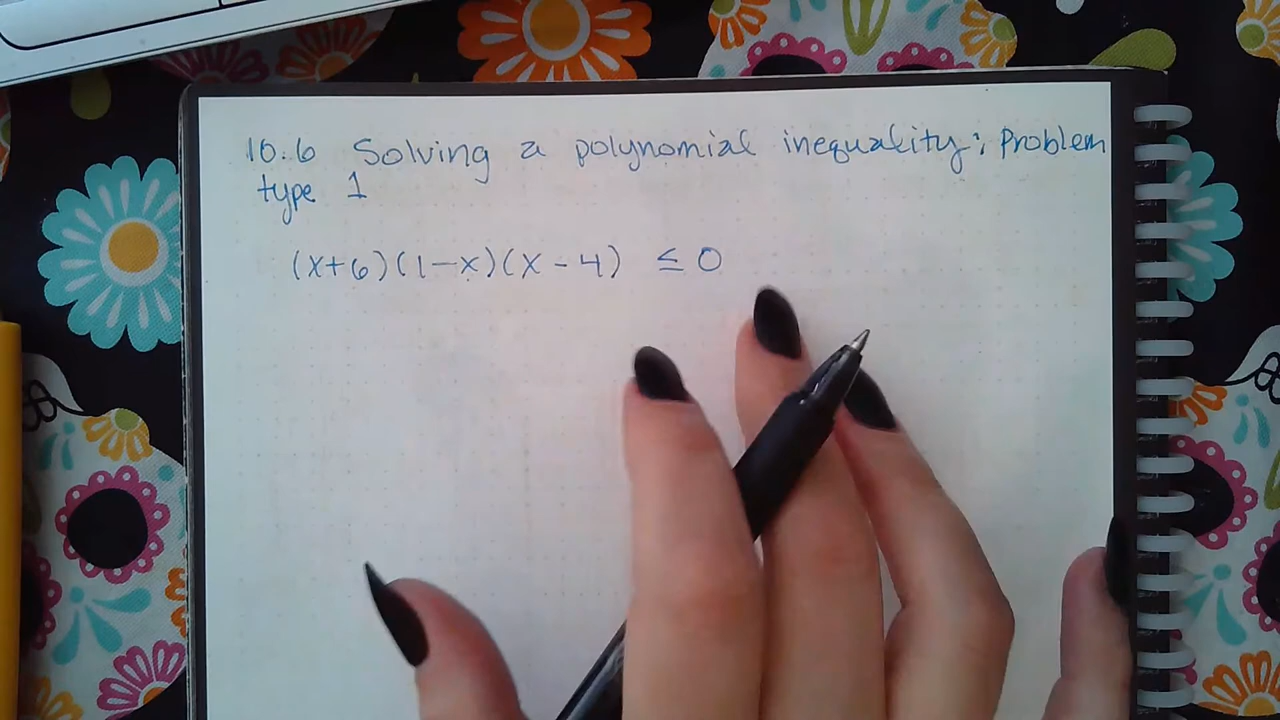 10.6 Solving a polynomial inequality: Problem
type 1
(x+6)(1-x)(x-4) ≤ 0